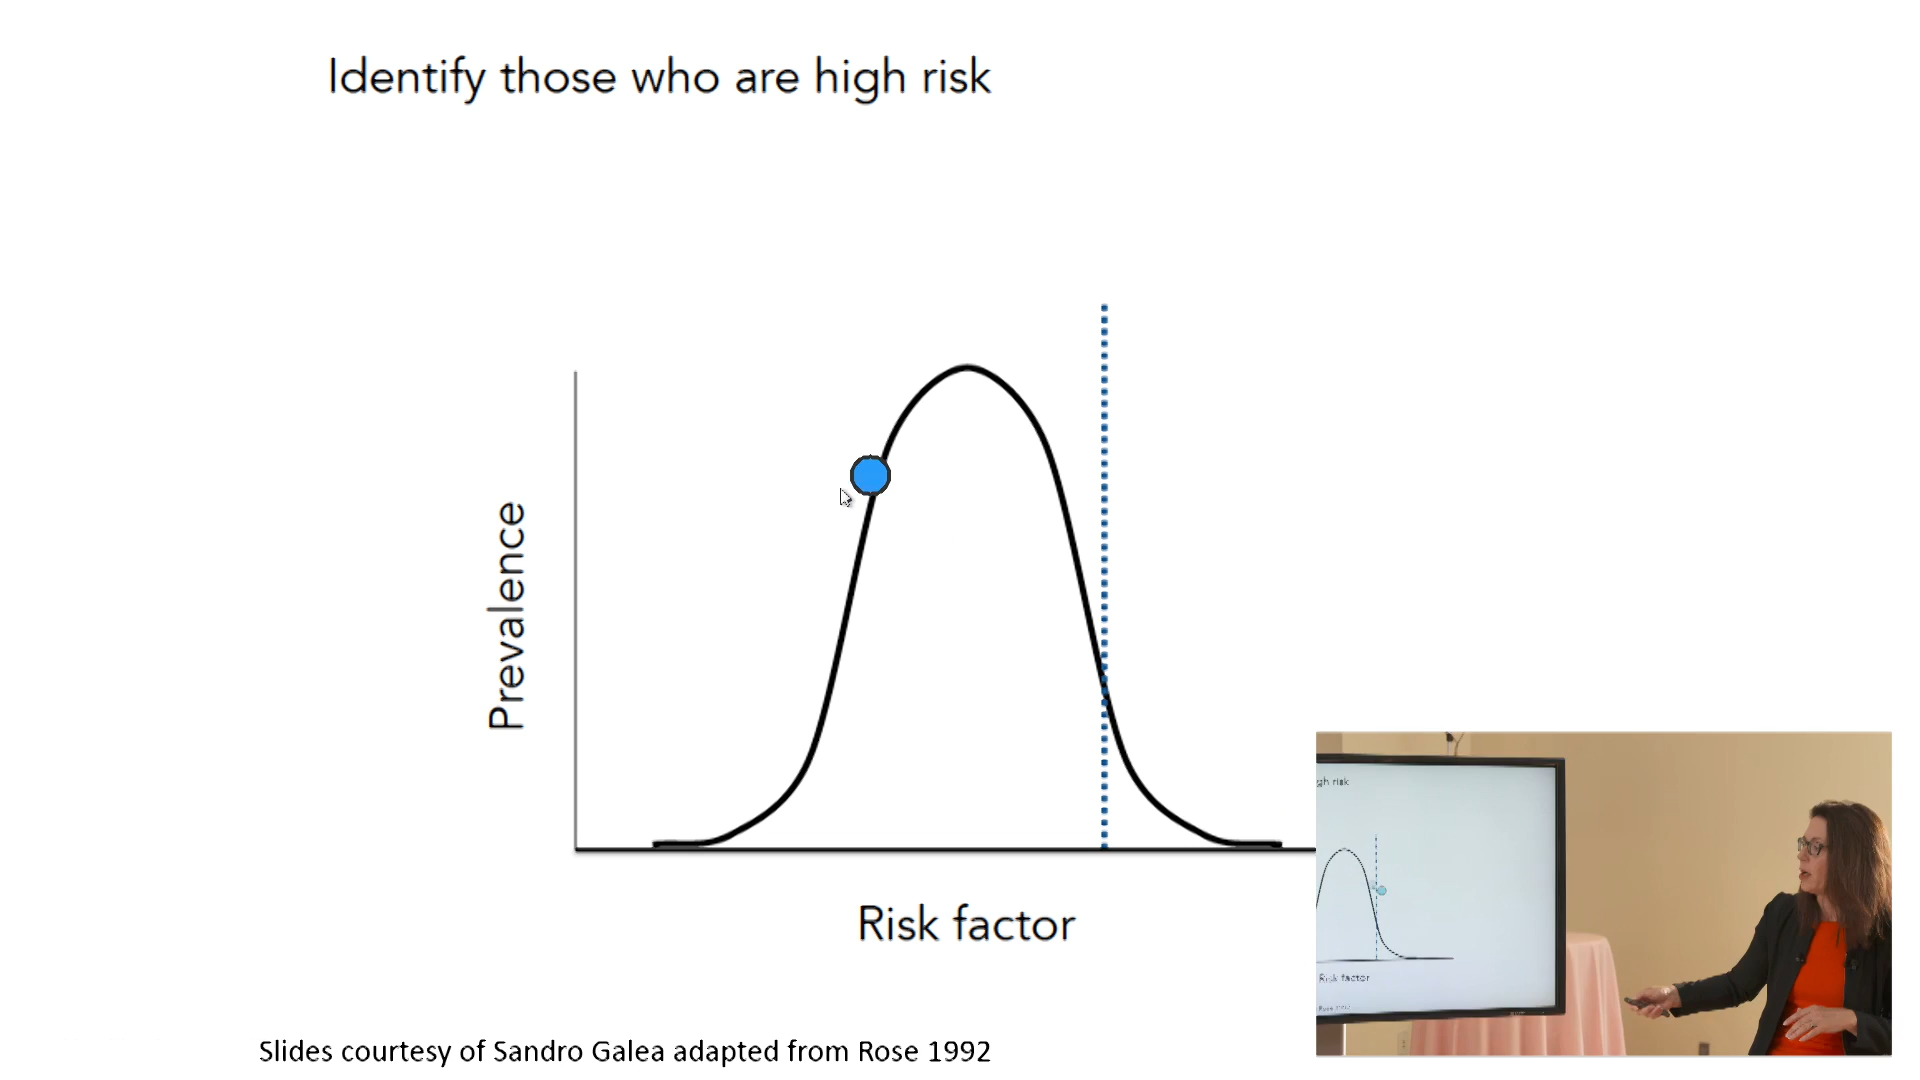 Identify those who are high risk
Prevalence
Risk factor
Slides courtesy of Sandro Galea adapted from Rose 1992
gh risk
Risk factor